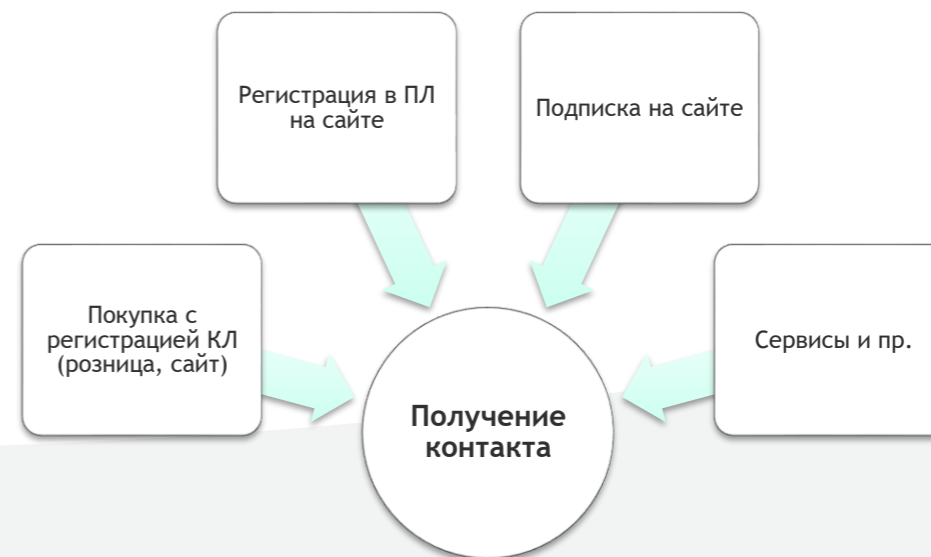 Регистрация в ПЛ
на сайте
Подписка на сайте
Покупка с
регистрацией КЛ
(розница, сайт)
Сервисы и пр.
Получение
контакта